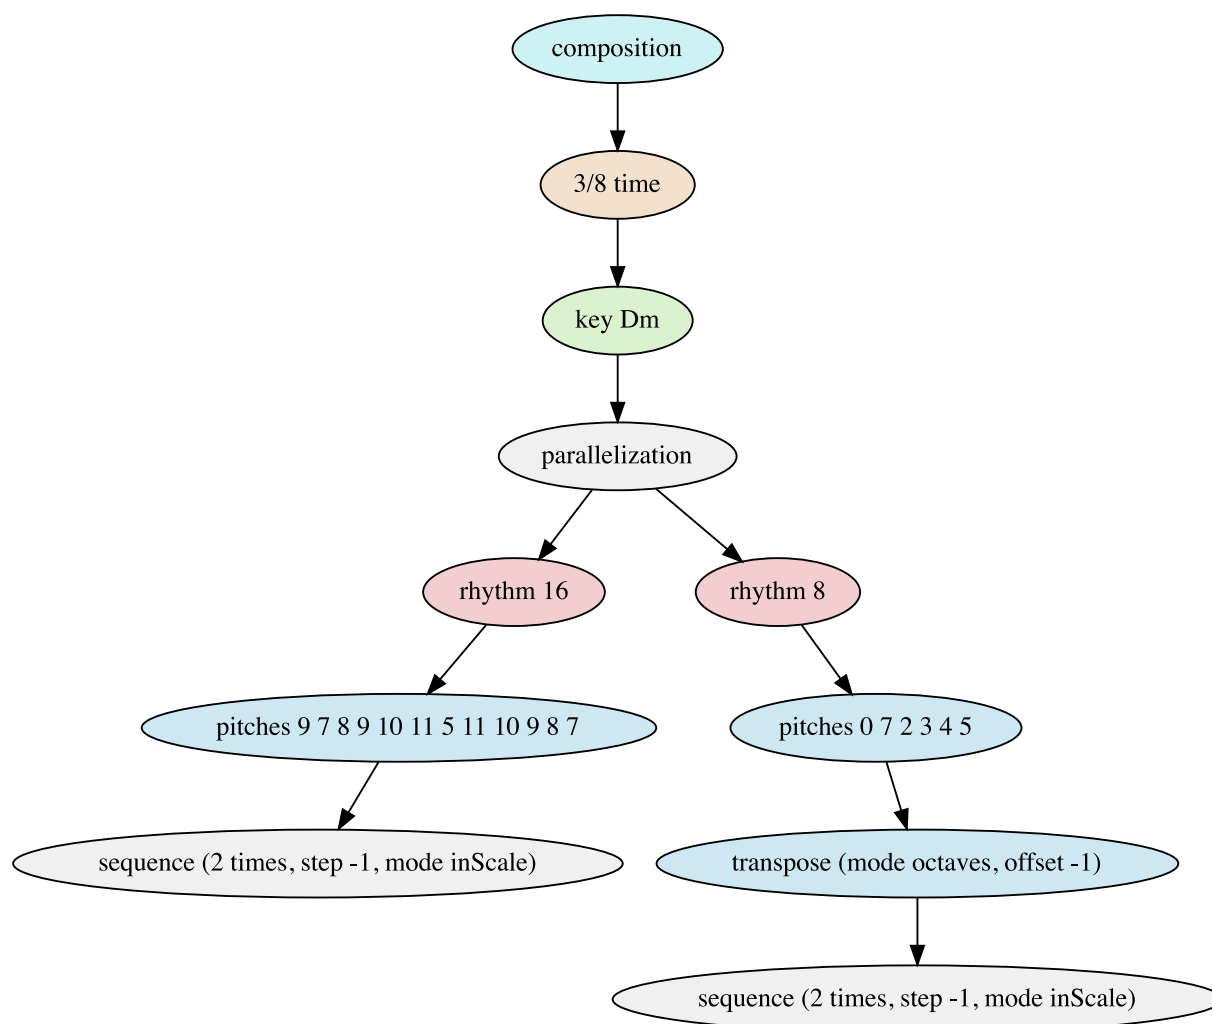 composition
3/8 time
key Dm
parallelization
rhythm 16
rhythm 8
pitches 9 7 8 9 10 11 5 11 10 9 8 7
pitches 0 7 2 3 4 5
sequence (2 times, step -1, mode inScale)
transpose (mode octaves, offset -1)
sequence (2 times, step -1, mode inScale)